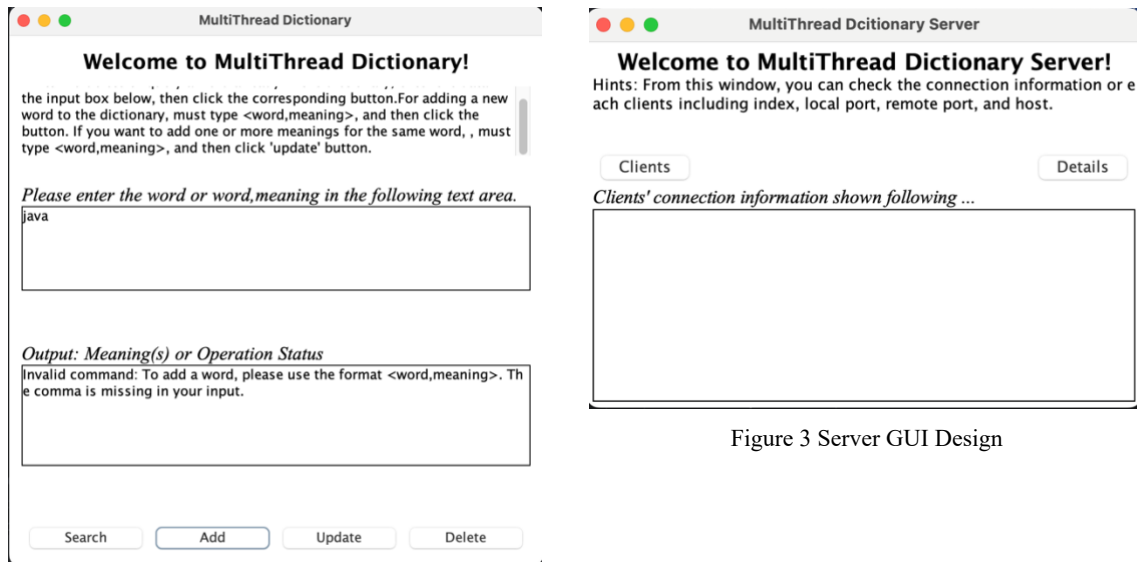 MultiThread Dictionary
Welcome to MultiThread Dictionary!
the input box below, then click the corresponding button.For adding a new
word to the dictionary, must type <word,meaning>, and then click the
button. If you want to add one or more meanings for the same word, , must
type <word,meaning>, and then click 'update' button.
Please enter the word or word,meaning in the following text area.
java
Output: Meaning(s) or Operation Status
Invalid command: To add a word, please use the format <word,meaning>. Th
e comma is missing in your input.
Search
Add
Update
Delete
MultiThread Dcitionary Server
Welcome to MultiThread Dictionary Server!
Hints: From this window, you can check the connection information or e
ach clients including index, local port, remote port, and host.
Clients
Details
Clients' connection information shown following ...
Figure 3 Server GUI Design